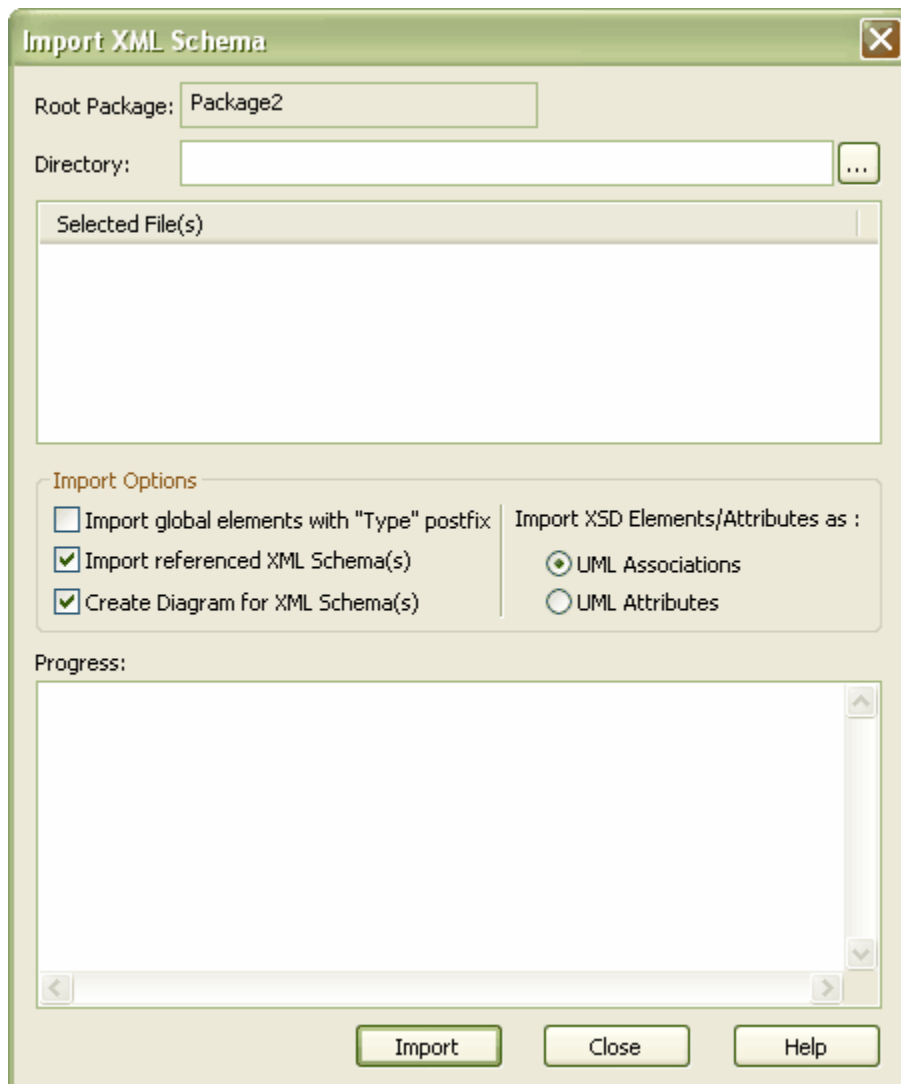 Import XML Schema
Root Package: Package2
Directory: ...
Selected File(s)
Import Options
Import global elements with "Type" postfix
Import referenced XML Schema(s)
Create Diagram for XML Schema(s)
Import XSD Elements/Attributes as :
UML Associations
UML Attributes
Progress:
Import Close Help